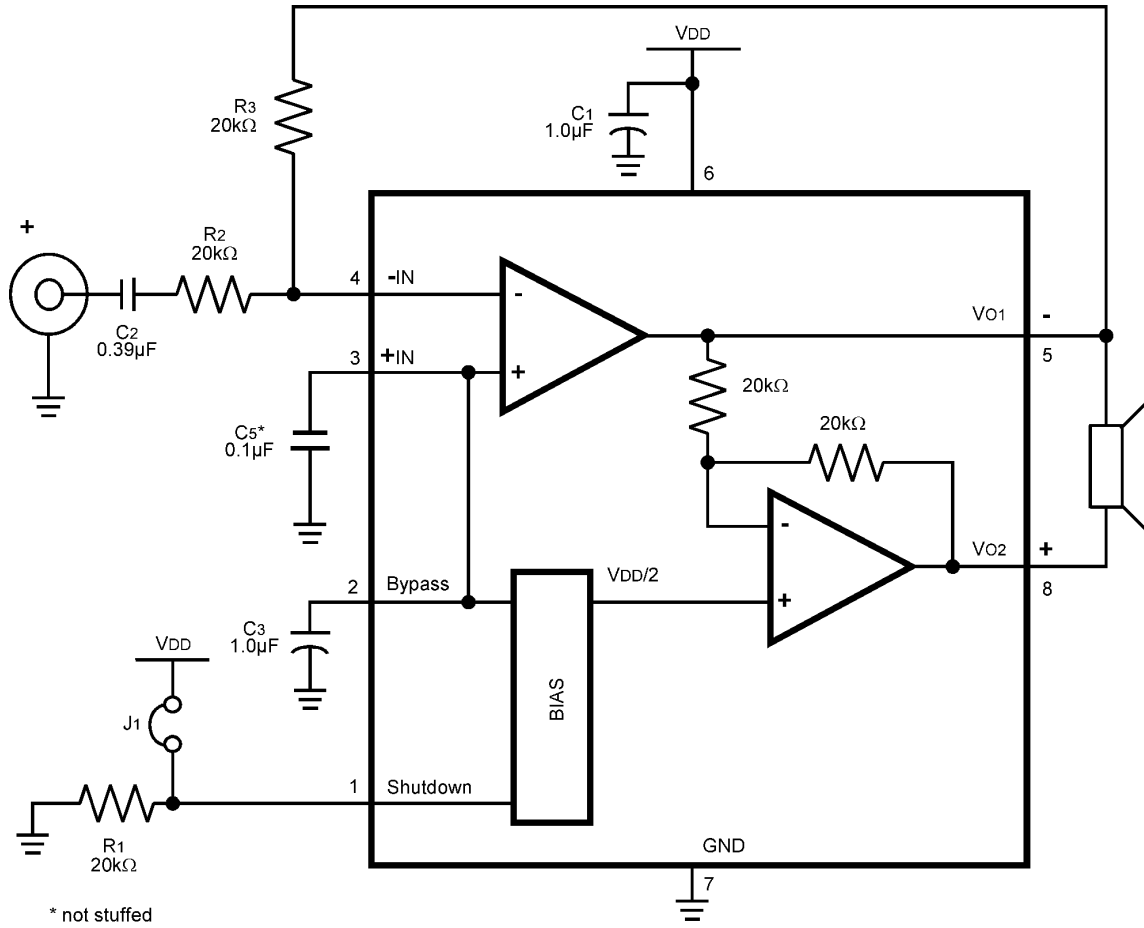 VDD
R3
20kΩ
C1
1.0µF
6
+
R2
20kΩ
4
-IN
-
C2
0.39µF
VO1
-
5
3
+IN
+
20kΩ
C5*
0.1µF
20kΩ
-
VO2
+
8
2
Bypass
VDD/2
+
C3
1.0µF
VDD
BIAS
J1
1
Shutdown
R1
20kΩ
GND
7
* not stuffed